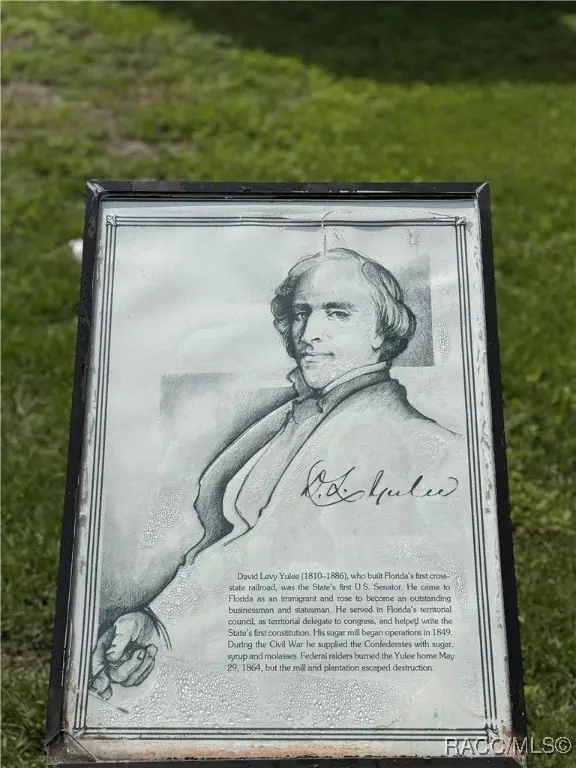 D. L. Yulee
David Levy Yulee (1810–1886), who built Florida's first cross-
state railroad, was the State's first U.S. Senator. He came to
Florida as an immigrant and rose to become an outstanding
businessman and statesman. He served in Florida's territorial
council, as territorial delegate to congress, and helped write the
State's first constitution. His sugar mill began operations in 1849.
During the Civil War he supplied the Confederates with sugar,
syrup and molasses. Federal raiders burned the Yulee home May
29, 1864, but the mill and plantation escaped destruction.
RACC/MLS©